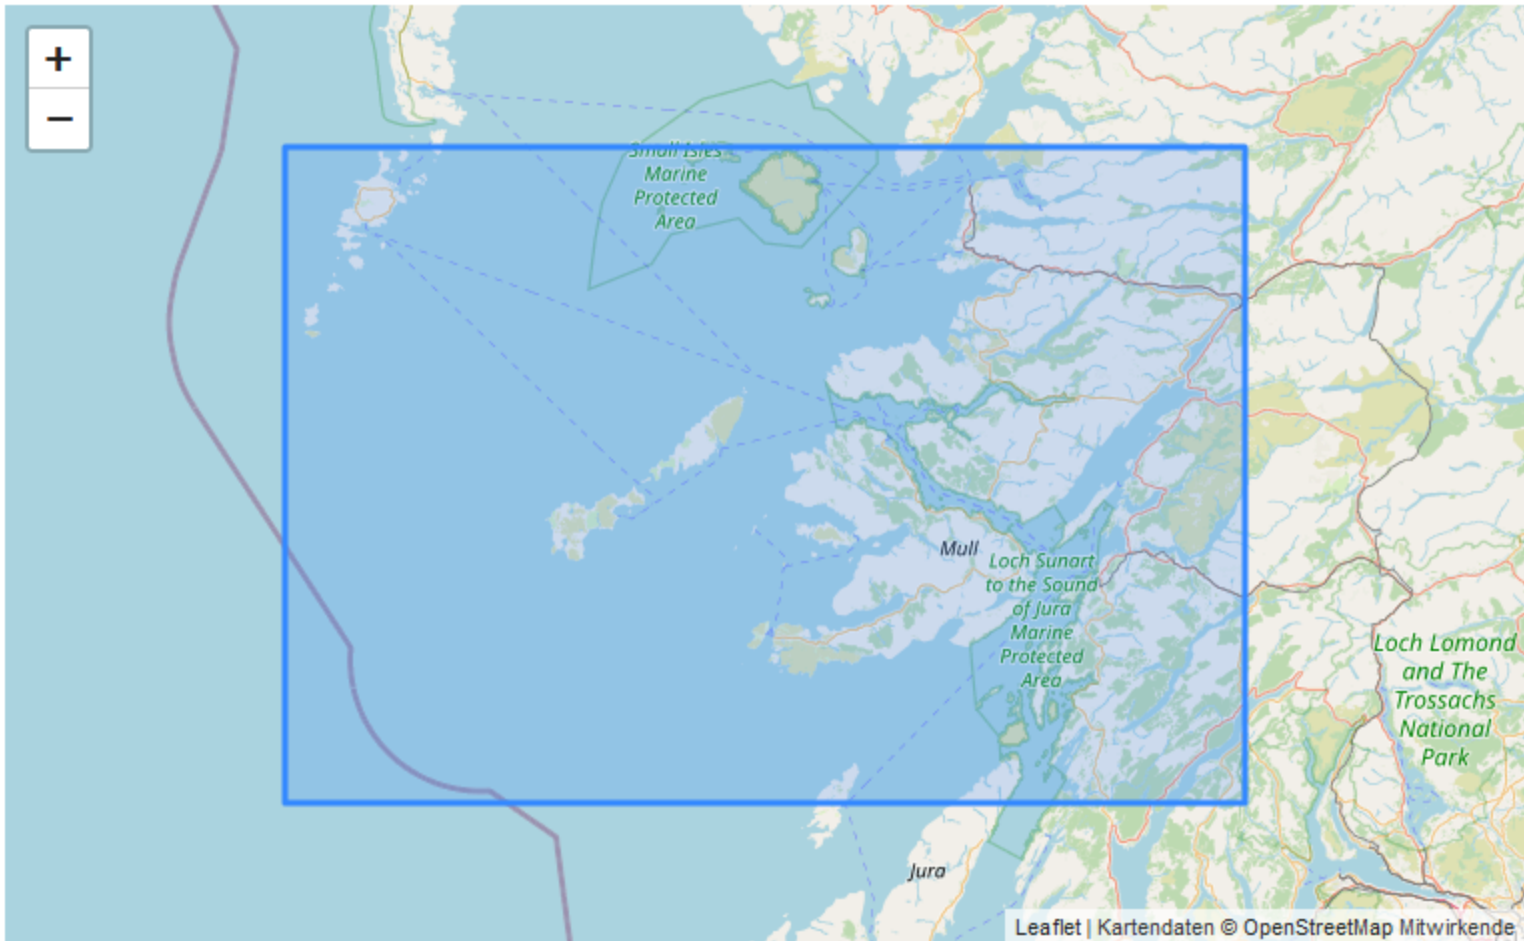 +
−
Small Isles
Marine
Protected
Area
Mull
Loch Sunart
to the Sound
of Jura
Marine
Protected
Area
Loch Lomond
and The
Trossachs
National
Park
Jura
Leaflet | Kartendaten © OpenStreetMap Mitwirkende